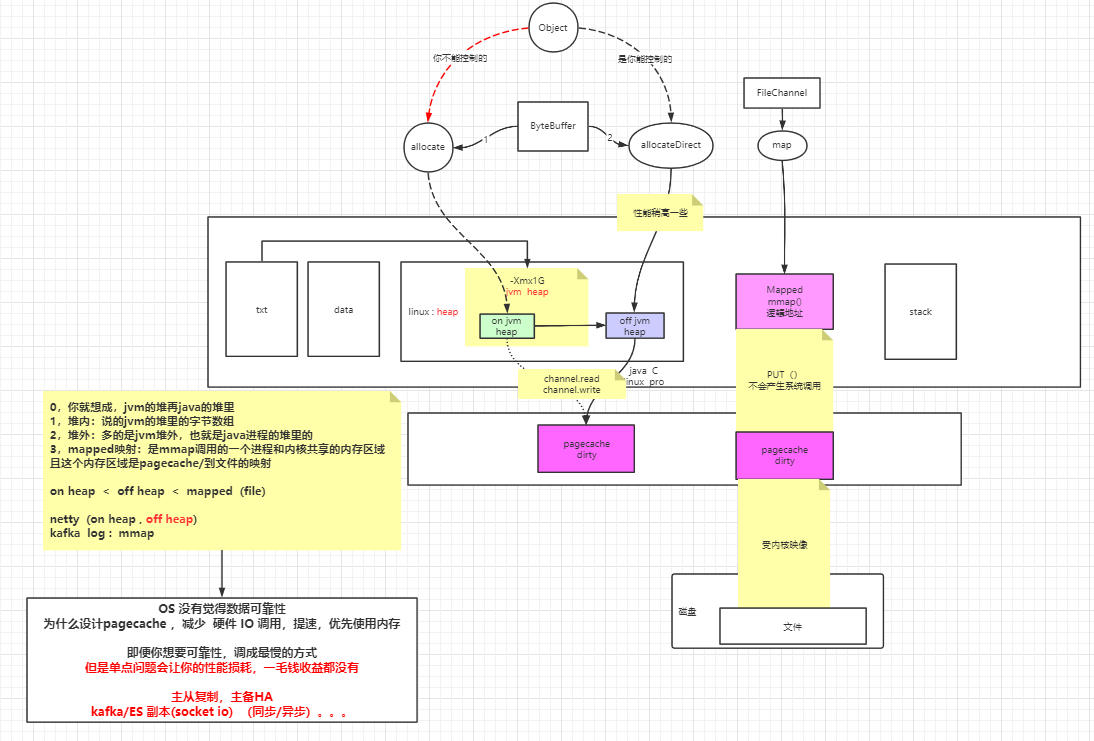 Object
你不能控制的
是你能控制的
FileChannel
ByteBuffer
allocate
1
2
allocateDirect
map
性能稍高一些
txt
data
linux : heap
-Xmx1G
jvm heap
on jvm
heap
off jvm
heap
Mapped
mmap()
逻辑地址
stack
java C
linux pro
channel.read
channel.write
PUT（）
不会产生系统调用
0，你就想成，jvm的堆再java的堆里
1，堆内：说的jvm的堆里的字节数组
2，堆外：多的是jvm堆外，也就是java进程的堆里的
3，mapped映射：是mmap调用的一个进程和内核共享的内存区域
且这个内存区域是pagecache/到文件的映射
on heap < off heap < mapped（file）
netty（on heap , off heap）
kafka log：mmap
pagecache
dirty
pagecache
dirty
受内核映像
磁盘
文件
OS 没有觉得数据可靠性
为什么设计pagecache ，减少 硬件 IO 调用，提速，优先使用内存
即便你想要可靠性，调成最慢的方式
但是单点问题会让你的性能损耗，一毛钱收益都没有
主从复制，主备HA
kafka/ES 副本(socket io) （同步/异步）。。。